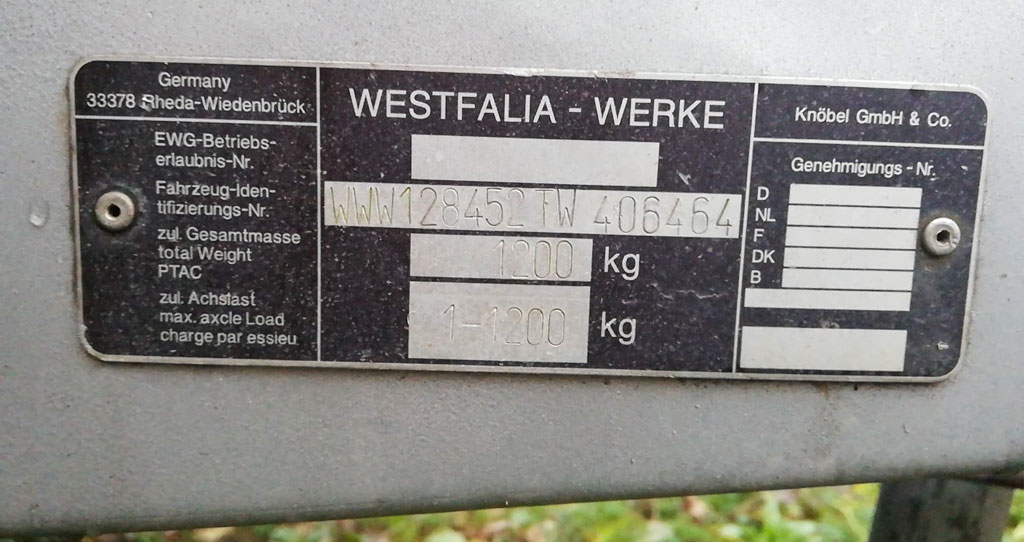 Germany
33378 Rheda-Wiedenbrück
EWG-Betriebs-
erlaubnis-Nr.
Fahrzeug-Iden-
tifizierungs-Nr.
zul. Gesamtmasse
total Weight
PTAC
zul. Achslast
max. axcle Load
charge par essieu
WESTFALIA - WERKE
WWW128452TW406464
1200 kg
1-1200 kg
Knöbel GmbH & Co.
Genehmigungs - Nr.
D
NL
F
DK
B